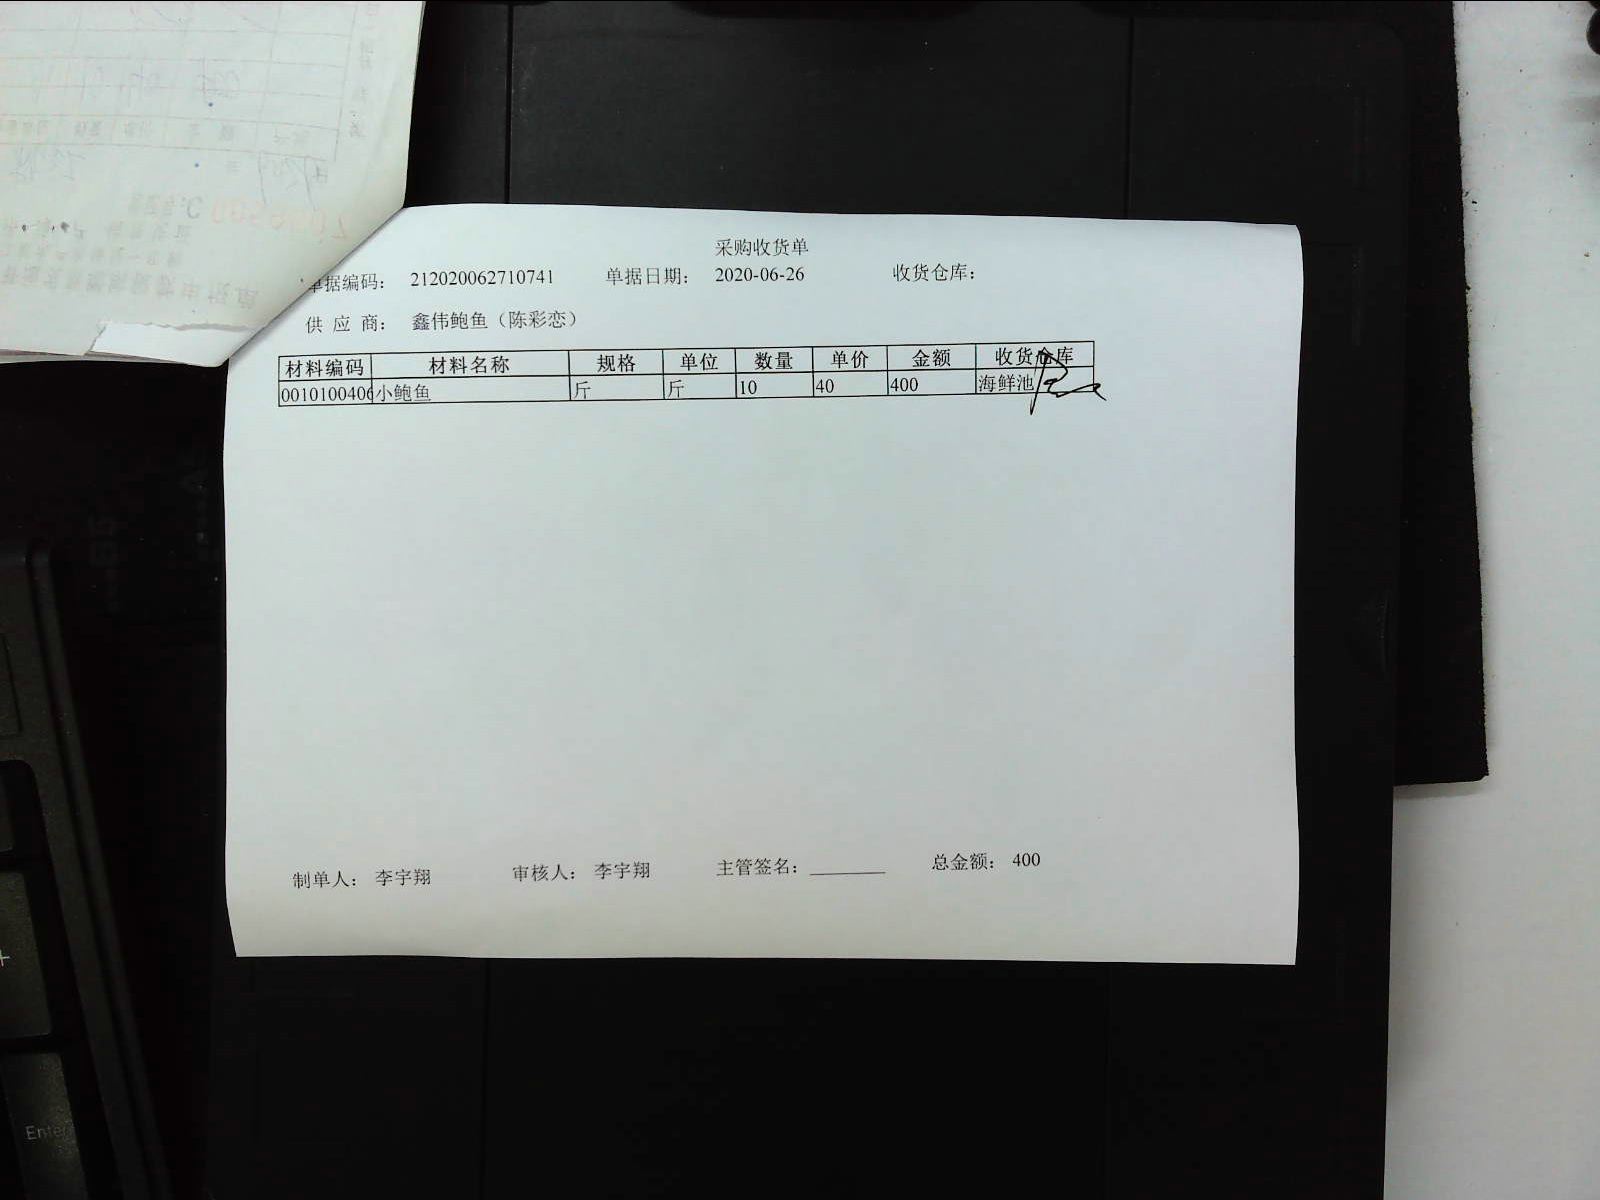 采购收货单
单据编码： 212020062710741 单据日期： 2020-06-26 收货仓库：
供 应 商： 鑫伟鲍鱼（陈彩恋）
材料编码 材料名称 规格 单位 数量 单价 金额 收货仓库
0010100406 小鲍鱼 斤 斤 10 40 400 海鲜池
制单人： 李宇翔 审核人： 李宇翔 主管签名： 总金额： 400
Enter